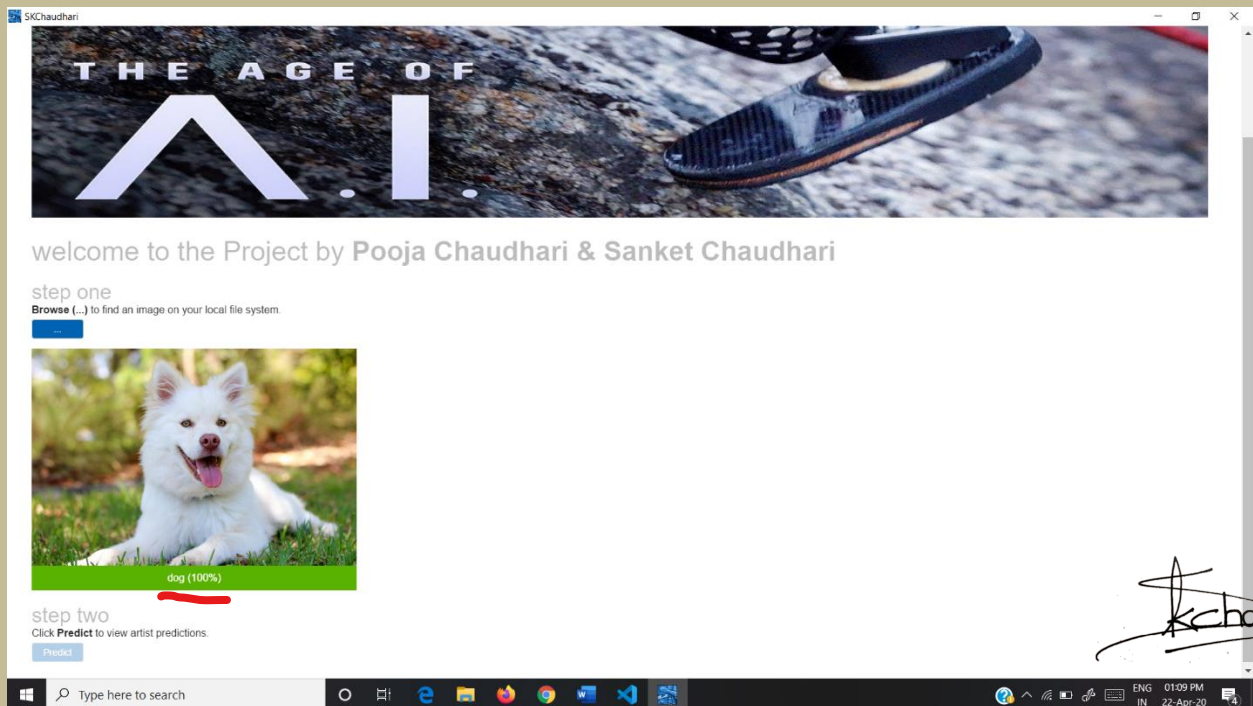 SKChaudhari
THE AGE OF
A.I.
welcome to the Project by Pooja Chaudhari & Sanket Chaudhari
step one
Browse (...) to find an image on your local file system.
...
dog (100%)
step two
Click Predict to view artist predictions.
Predict
Skcha
Type here to search
ENG 01:09 PM
IN 22-Apr-20
4